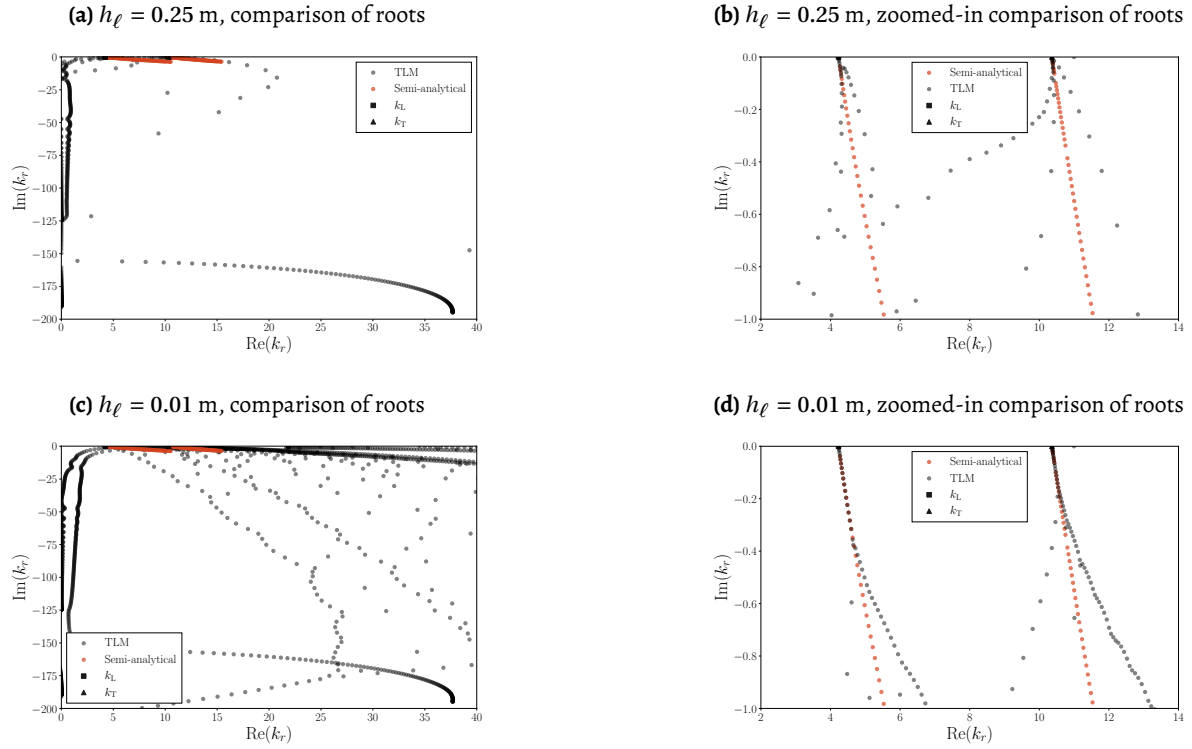 (a) hℓ = 0.25 m, comparison of roots
Im(kr)
0
−25
−50
−75
−100
−125
−150
−175
−200
TLM
Semi-analytical
kL
kT
0 5 10 15 20 25 30 35 40
Re(kr)
(b) hℓ = 0.25 m, zoomed-in comparison of roots
Im(kr)
0.0
−0.2
−0.4
−0.6
−0.8
−1.0
Semi-analytical
TLM
kL
kT
2 4 6 8 10 12 14
Re(kr)
(c) hℓ = 0.01 m, comparison of roots
Im(kr)
0
−25
−50
−75
−100
−125
−150
−175
−200
TLM
Semi-analytical
kL
kT
0 5 10 15 20 25 30 35 40
Re(kr)
(d) hℓ = 0.01 m, zoomed-in comparison of roots
Im(kr)
0.0
−0.2
−0.4
−0.6
−0.8
−1.0
Semi-analytical
TLM
kL
kT
2 4 6 8 10 12 14
Re(kr)